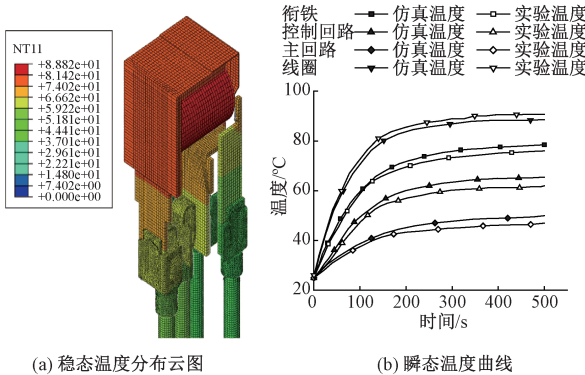 NT11
+8.882e+01
+8.142e+01
+7.402e+01
+6.662e+01
+5.922e+01
+5.181e+01
+4.441e+01
+3.701e+01
+2.961e+01
+2.221e+01
+1.480e+01
+7.402e+00
+0.000e+00
(a) 稳态温度分布云图
衔铁 仿真温度 实验温度
控制回路 仿真温度 实验温度
主回路 仿真温度 实验温度
线圈 仿真温度 实验温度
温度/°C
100
80
60
40
20
0 100 200 300 400 500
时间/s
(b) 瞬态温度曲线